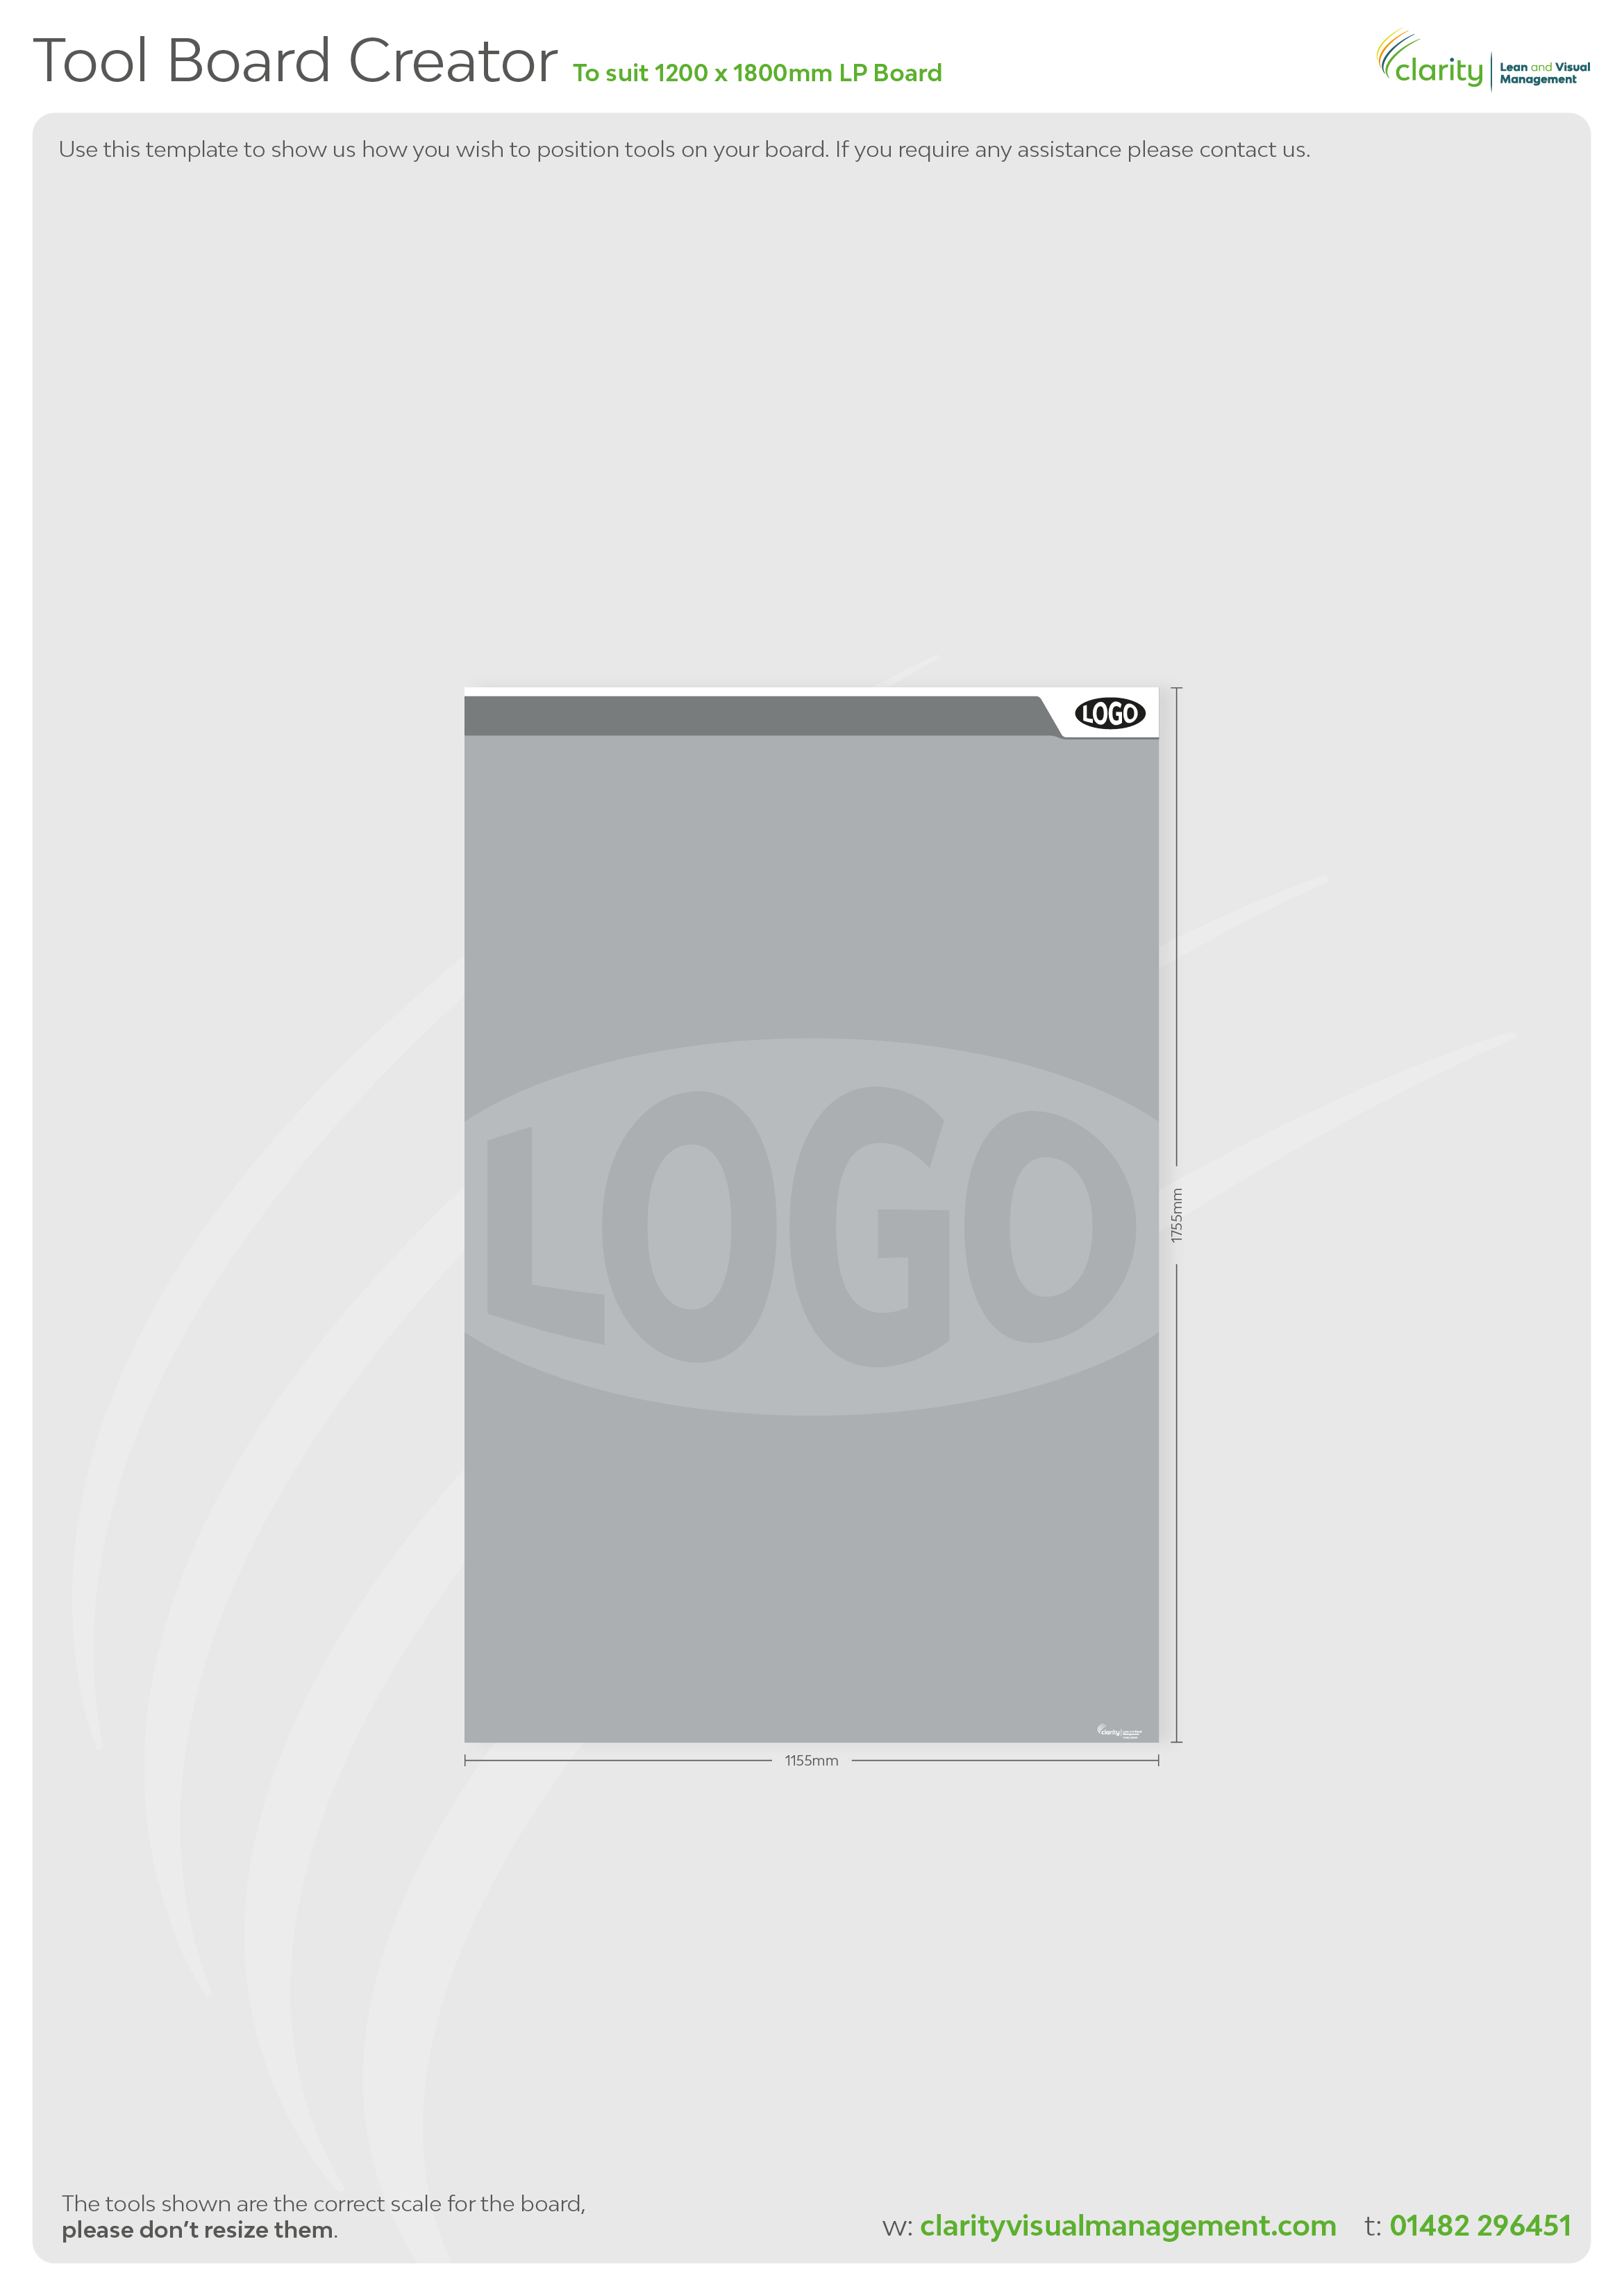 Tool Board Creator To suit 1200 x 1800mm LP Board
clarity Lean and Visual
Management
Use this template to show us how you wish to position tools on your board. If you require any assistance please contact us.
LOGO
LOGO
1755mm
clarity
1155mm
The tools shown are the correct scale for the board,
please don’t resize them.
w: clarityvisualmanagement.com t: 01482 296451